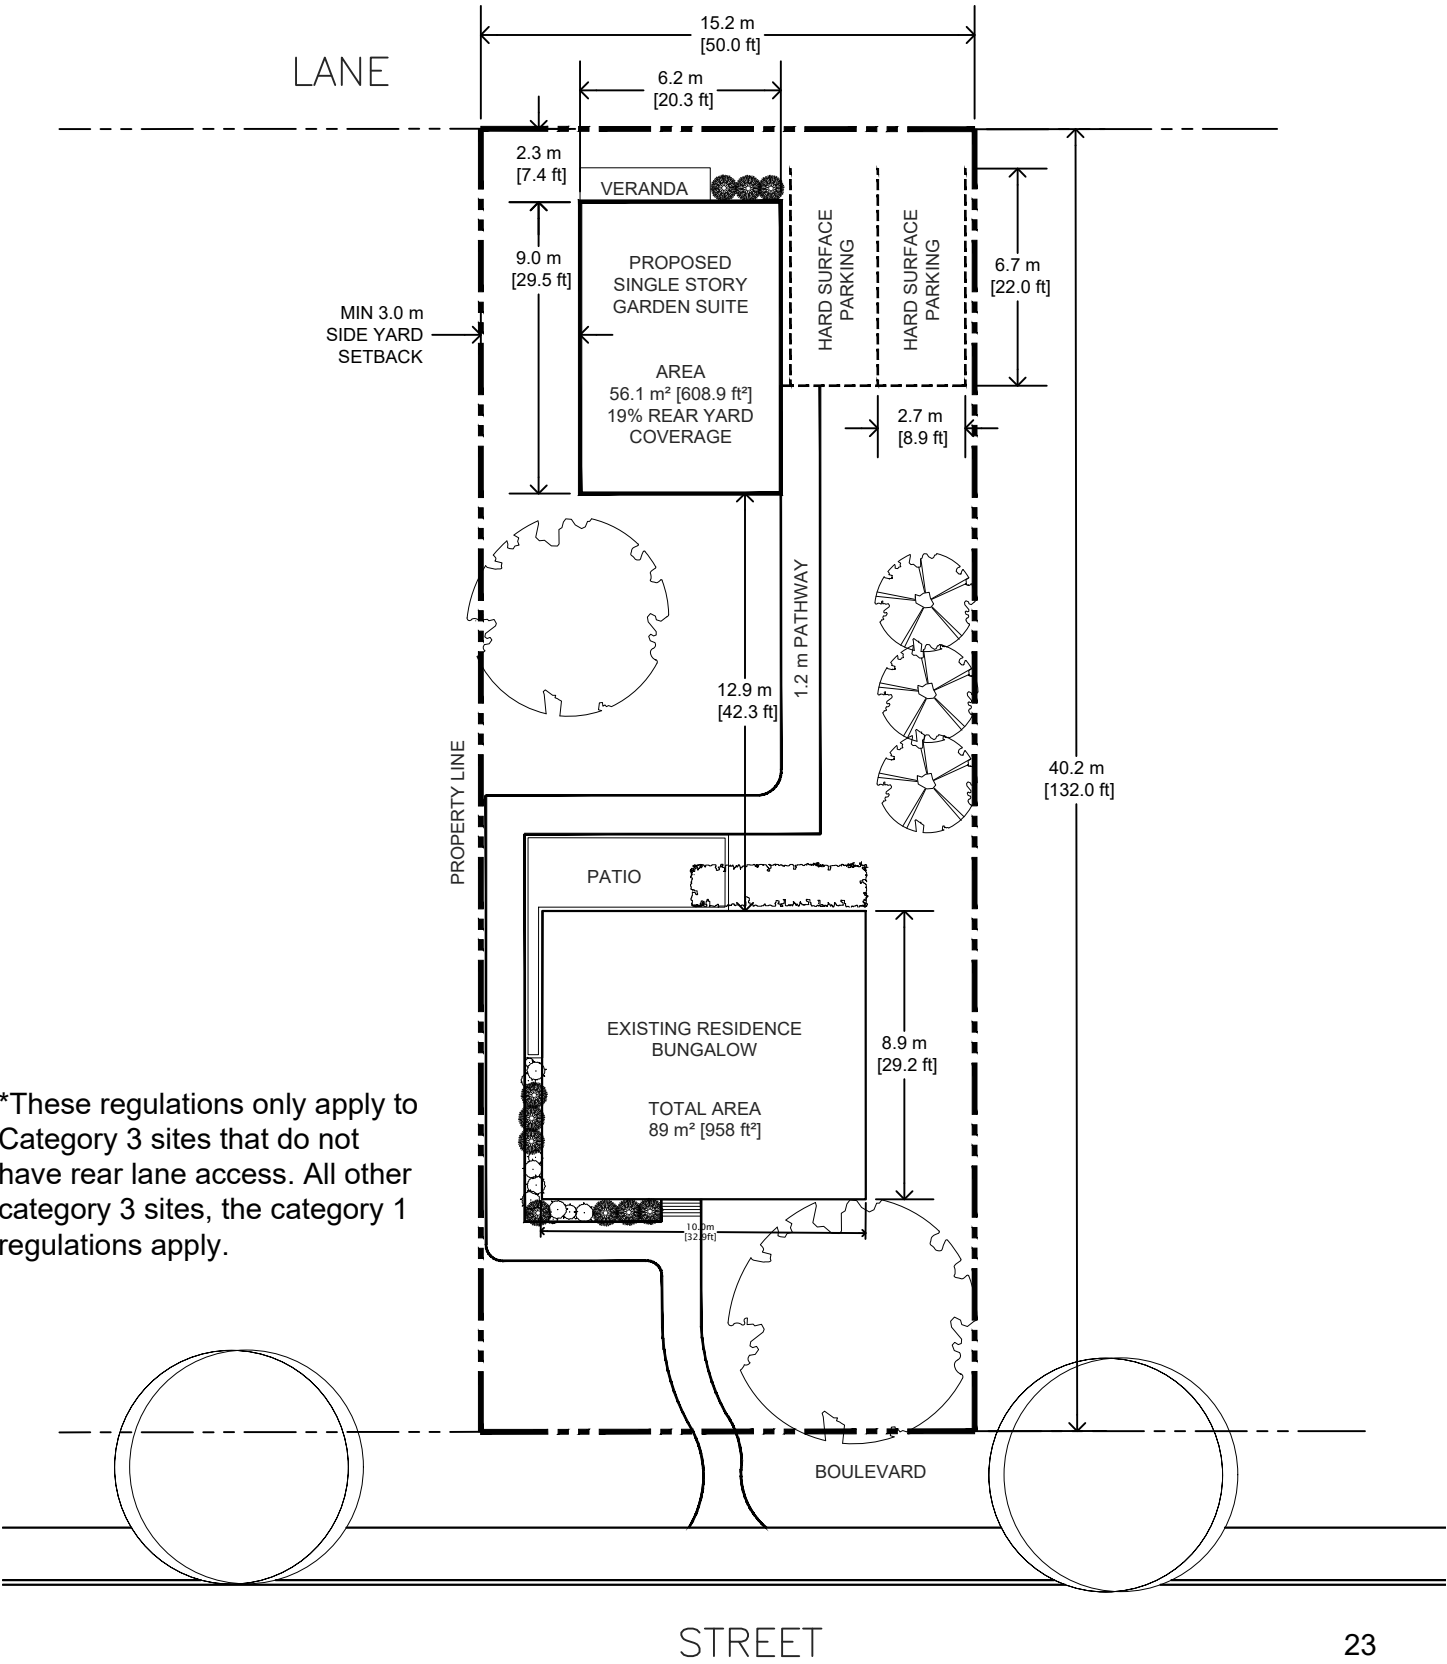 15.2 m
[50.0 ft]
LANE
6.2 m
[20.3 ft]
2.3 m
[7.4 ft]
VERANDA
9.0 m
[29.5 ft]
PROPOSED
SINGLE STORY
GARDEN SUITE
AREA
56.1 m² [608.9 ft²]
19% REAR YARD
COVERAGE
HARD SURFACE
PARKING
HARD SURFACE
PARKING
6.7 m
[22.0 ft]
MIN 3.0 m
SIDE YARD
SETBACK
2.7 m
[8.9 ft]
1.2 m PATHWAY
12.9 m
[42.3 ft]
PROPERTY LINE
40.2 m
[132.0 ft]
PATIO
EXISTING RESIDENCE
BUNGALOW
TOTAL AREA
89 m² [958 ft²]
8.9 m
[29.2 ft]
*These regulations only apply to
Category 3 sites that do not
have rear lane access. All other
category 3 sites, the category 1
regulations apply.
10.0m
[32.9ft]
BOULEVARD
STREET
23